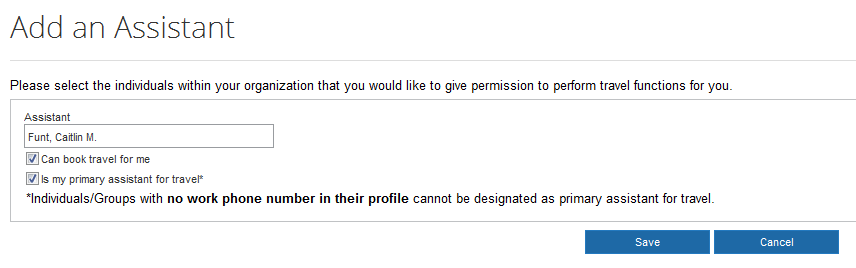 Add an Assistant
Please select the individuals within your organization that you would like to give permission to perform travel functions for you.
Assistant
Funt, Caitlin M.
Can book travel for me
Is my primary assistant for travel*
*Individuals/Groups with no work phone number in their profile cannot be designated as primary assistant for travel.
Save Cancel